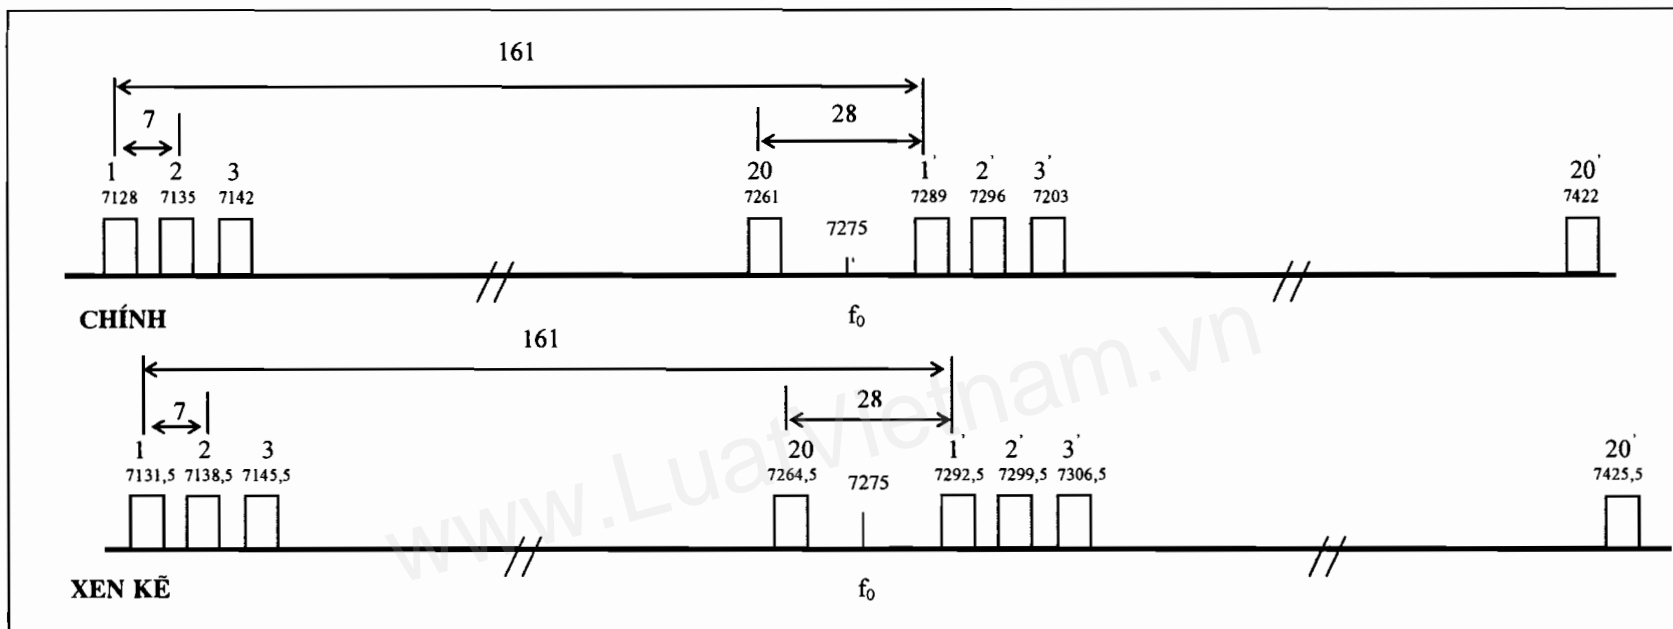 161
7
28
1 2 3 20 1' 2' 3' 20'
7128 7135 7142 7261 7289 7296 7203 7422
7275
CHÍNH
f₀
161
7
28
1 2 3 20 1' 2' 3' 20'
7131,5 7138,5 7145,5 7264,5 7292,5 7299,5 7306,5 7425,5
7275
XEN KẼ
f₀
www.LuatVietnam.vn